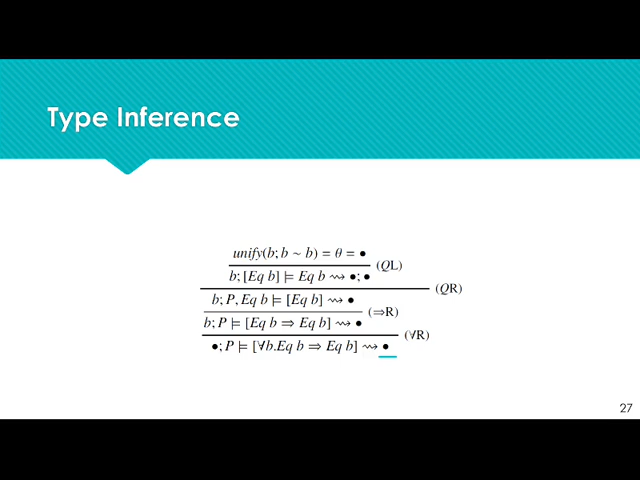 Type Inference
unify(b; b ~ b) = θ = •
(QL)
b; [Eq b] ⊨ Eq b ⇝ •; •
(QR)
b; P, Eq b ⊨ [Eq b] ⇝ •
(⇒R)
b; P ⊨ [Eq b ⇒ Eq b] ⇝ •
(∀R)
•; P ⊨ [∀b.Eq b ⇒ Eq b] ⇝ •
27